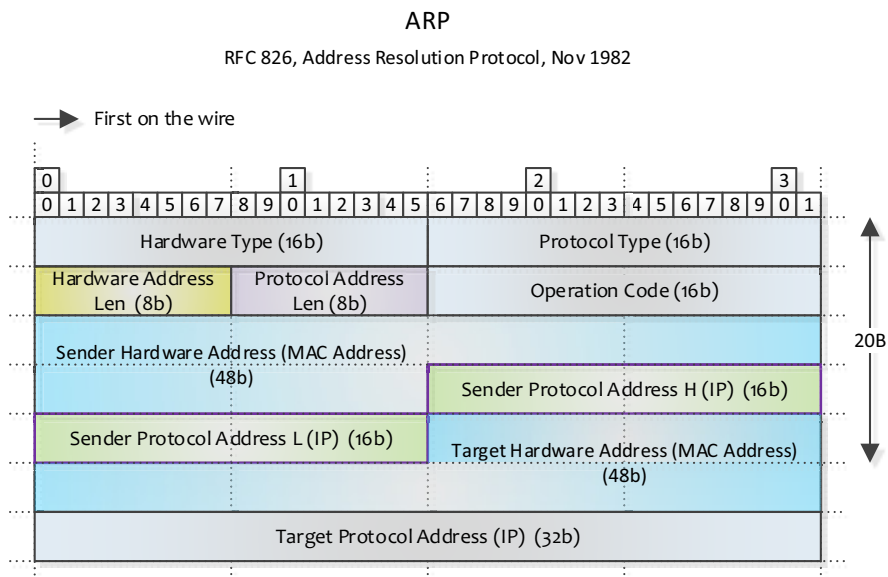 ARP
RFC 826, Address Resolution Protocol, Nov 1982
First on the wire
0 1 2 3
0 1 2 3 4 5 6 7 8 9 0 1 2 3 4 5 6 7 8 9 0 1 2 3 4 5 6 7 8 9 0 1
Hardware Type (16b) Protocol Type (16b)
Hardware Address
Len (8b)
Protocol Address
Len (8b)
Operation Code (16b)
Sender Hardware Address (MAC Address)
(48b)
20B
Sender Protocol Address H (IP) (16b)
Sender Protocol Address L (IP) (16b)
Target Hardware Address (MAC Address)
(48b)
Target Protocol Address (IP) (32b)